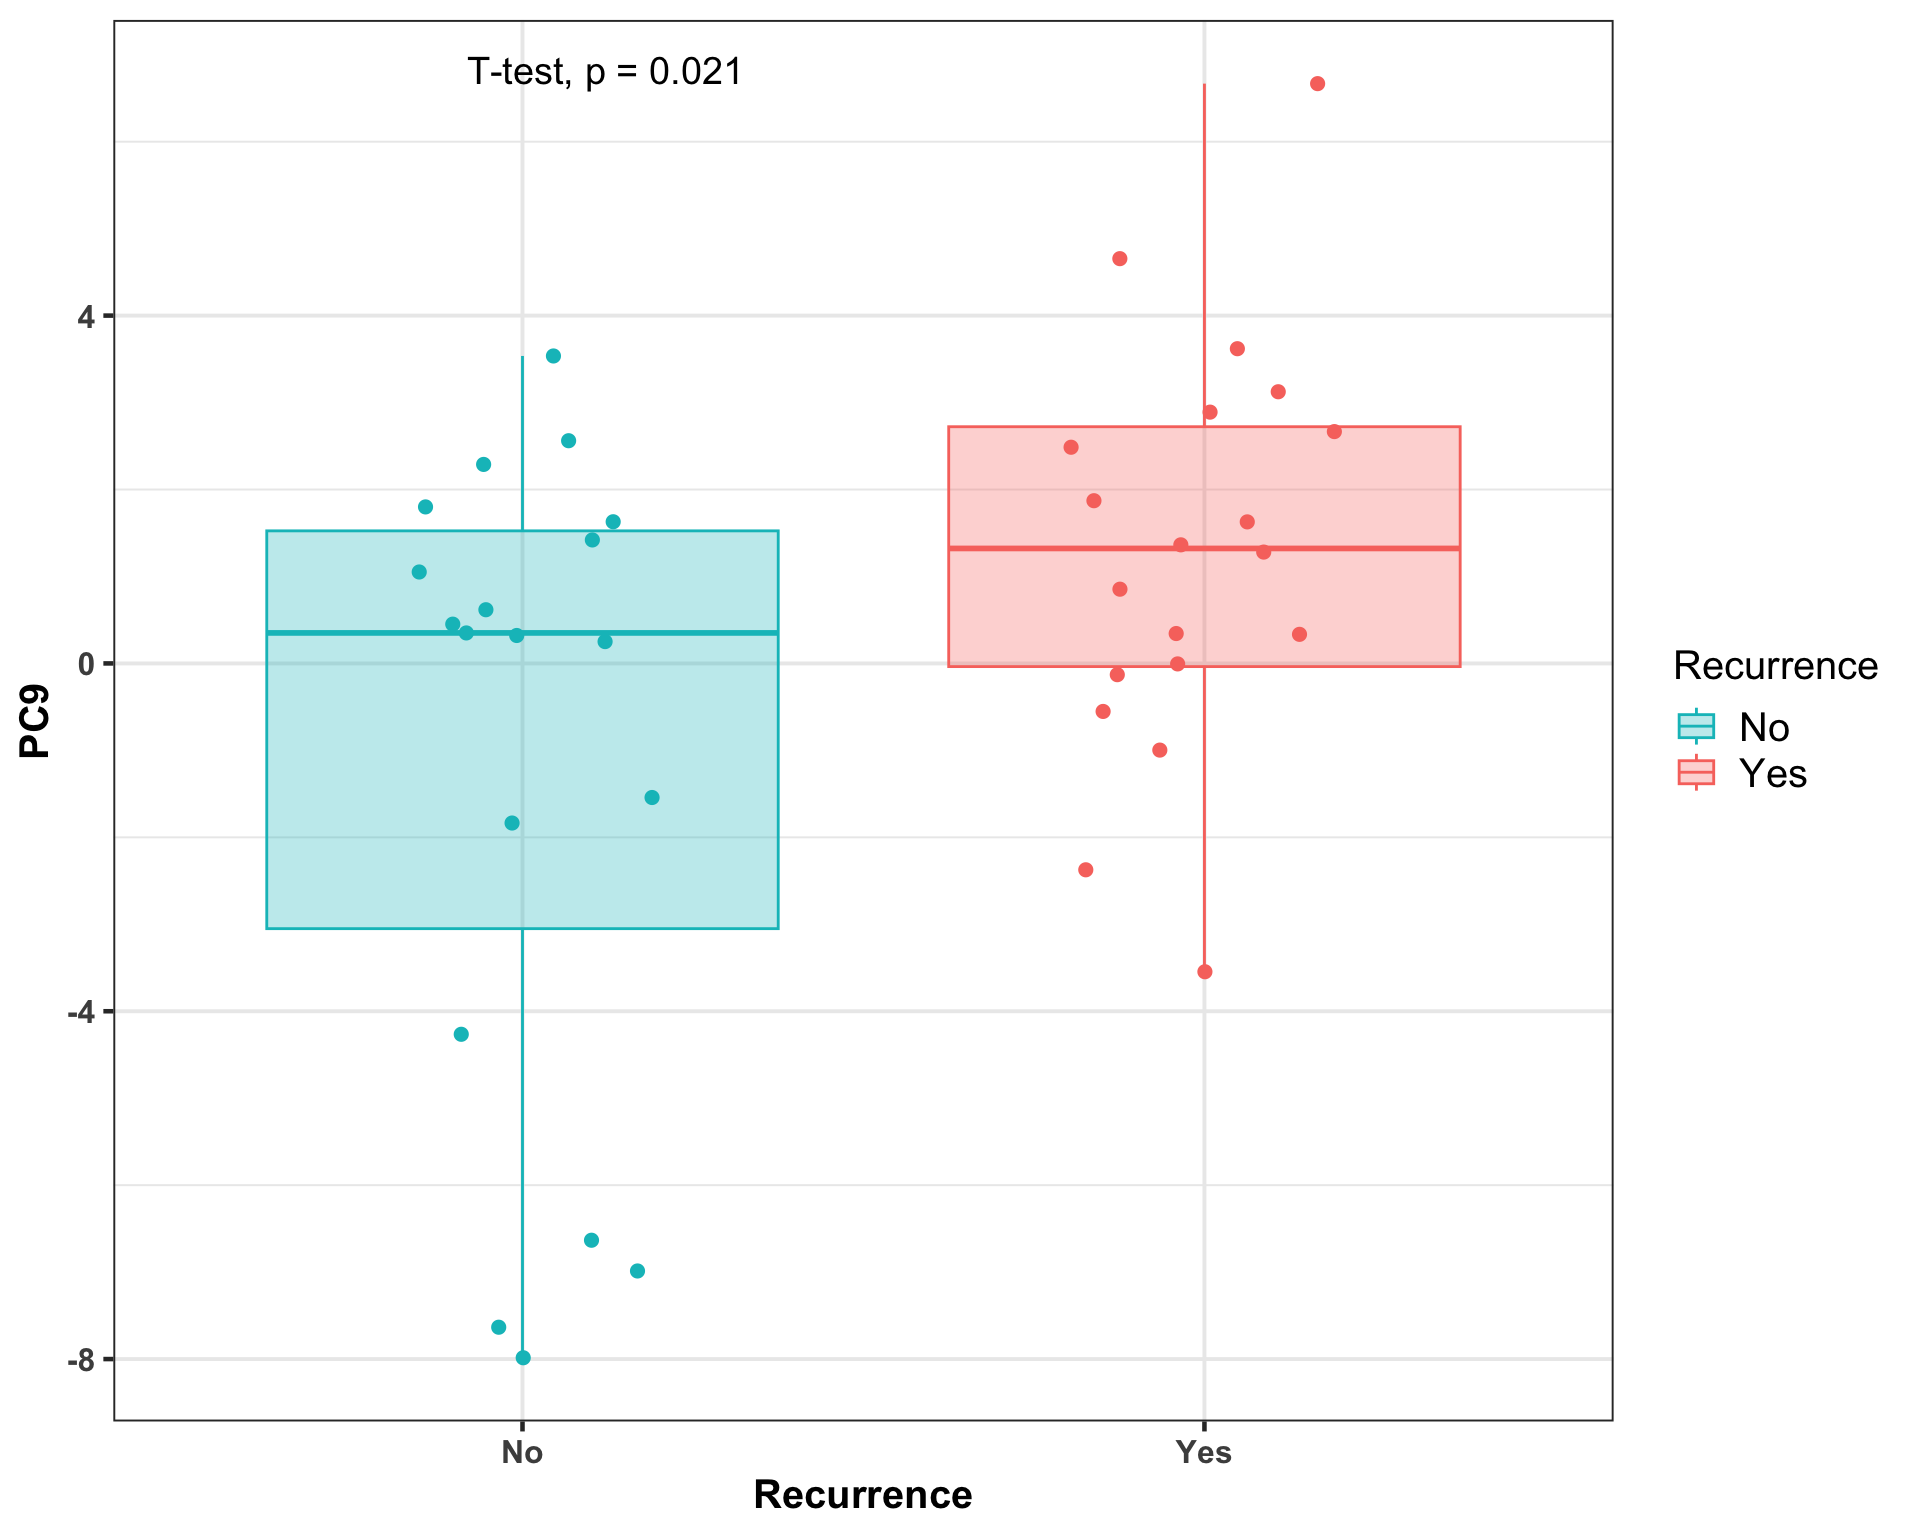 T-test, p = 0.021
4
0
-4
-8
PC9
No
Yes
Recurrence
Recurrence
No
Yes